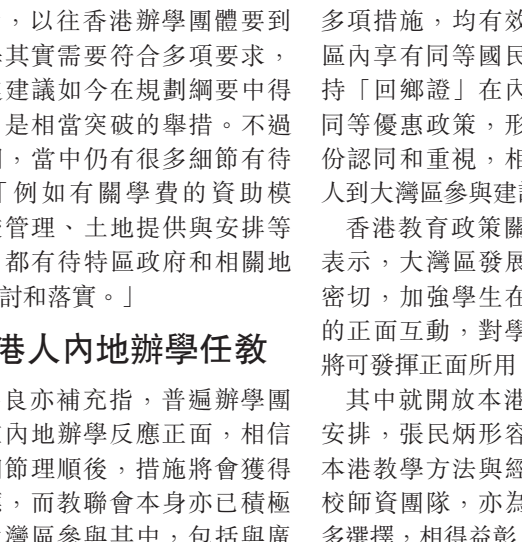 ，以往香港辦學團體要到
其實需要符合多項要求，
建議如今在規劃綱要中得
是相當突破的舉措。不過
，當中仍有很多細節有待
「例如有關學費的資助模
管理、土地提供與安排等
都有待特區政府和相關地
討和落實。」
港人內地辦學任教
良亦補充指，普遍辦學團
內地辦學反應正面，相信
細節理順後，措施將會獲得
，而教聯會本身亦已積極
灣區參與其中，包括與廣
多項措施，均有效
區內享有同等國民
持「回鄉證」在內
同等優惠政策，形
份認同和重視，相
人到大灣區參與建設
香港教育政策關
表示，大灣區發展
密切，加強學生在
的正面互動，對學
將可發揮正面所用
其中就開放本港
安排，張民炳形容
本港教學方法與經
校師資團隊，亦為
多選擇，相得益彰